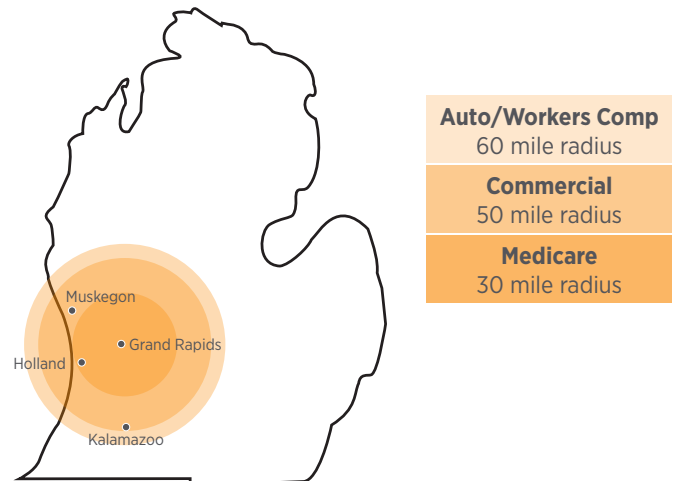 Auto/Workers Comp
60 mile radius
Commercial
50 mile radius
Medicare
30 mile radius
Muskegon
Grand Rapids
Holland
Kalamazoo